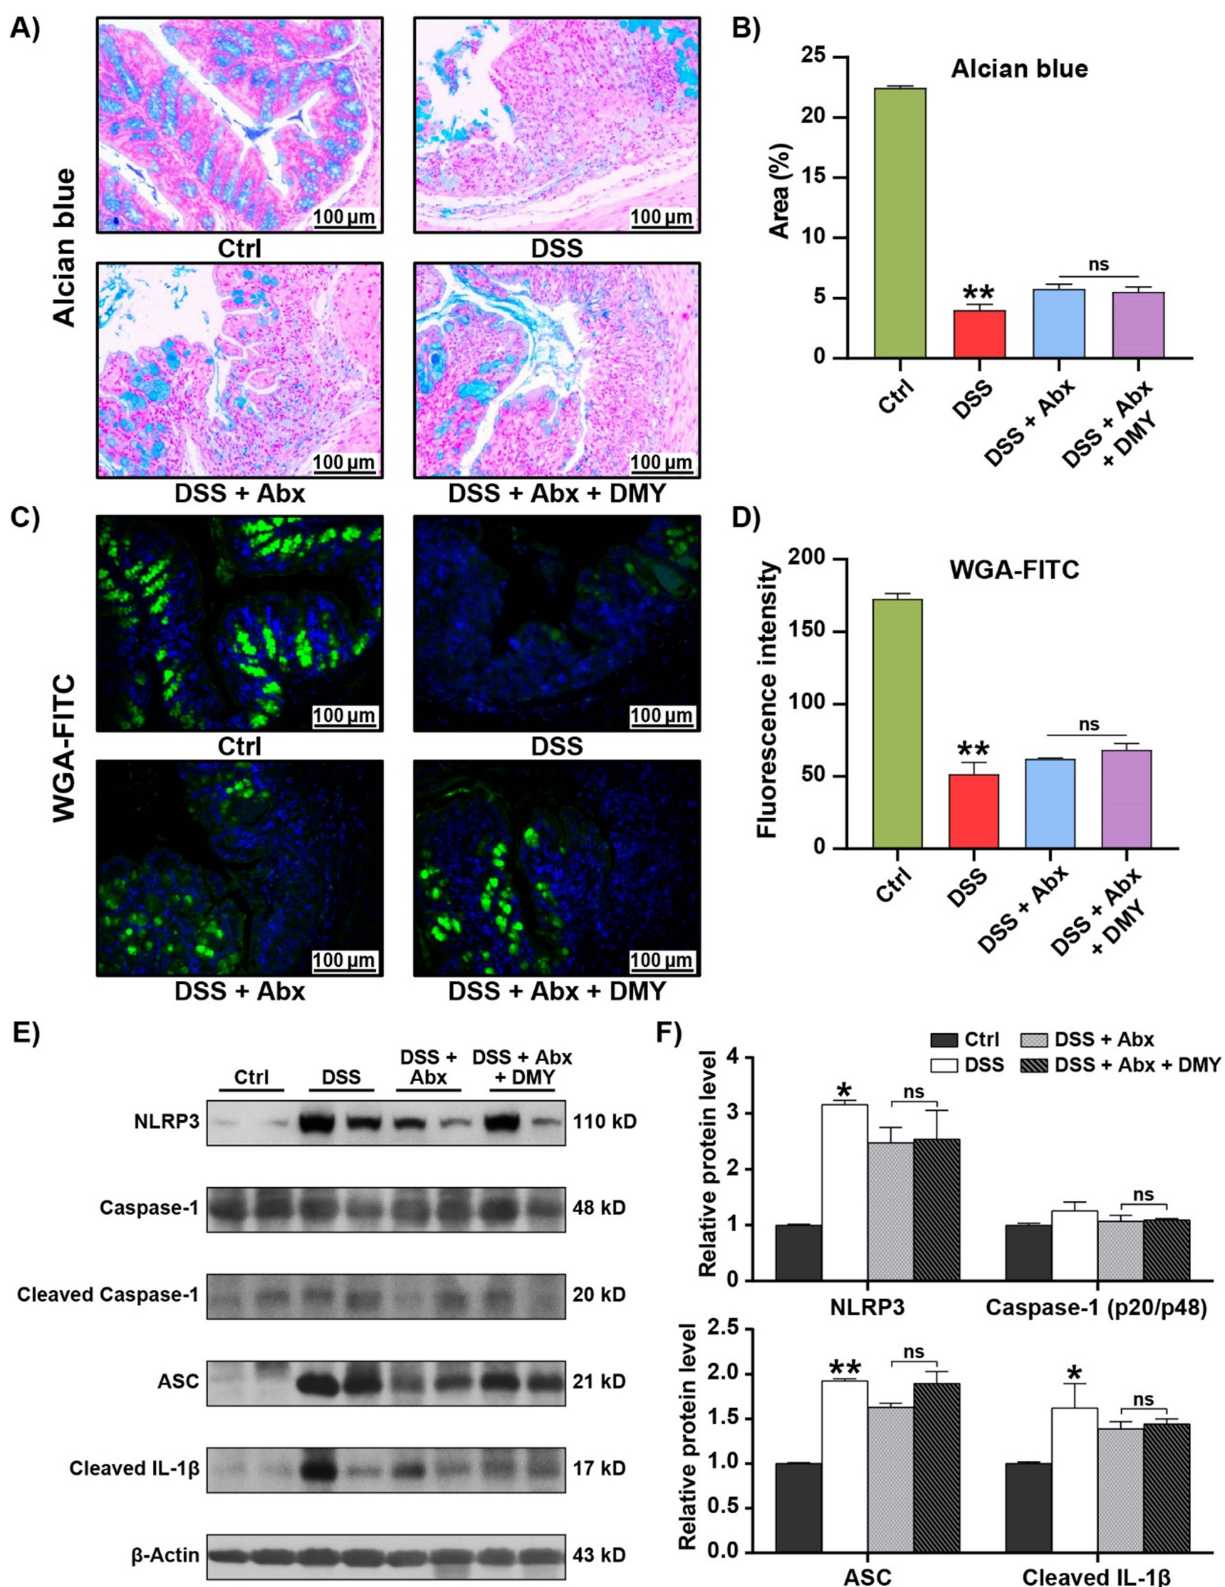 A)
Alcian blue
100 µm
Ctrl
100 µm
DSS
100 µm
DSS + Abx
100 µm
DSS + Abx + DMY
B)
Alcian blue
Area (%)
25
20
15
10
5
0
**
ns
Ctrl
DSS
DSS + Abx
DSS + Abx
+ DMY
C)
WGA-FITC
100 µm
Ctrl
100 µm
DSS
100 µm
DSS + Abx
100 µm
DSS + Abx + DMY
D)
WGA-FITC
Fluorescence intensity
200
150
100
50
0
**
ns
Ctrl
DSS
DSS + Abx
DSS + Abx
+ DMY
E)
Ctrl
DSS
DSS +
Abx
DSS + Abx
+ DMY
NLRP3
110 kD
Caspase-1
48 kD
Cleaved Caspase-1
20 kD
ASC
21 kD
Cleaved IL-1β
17 kD
β-Actin
43 kD
F)
Ctrl
DSS + Abx
DSS
DSS + Abx + DMY
Relative protein level
4
3
2
1
0
*
ns
ns
NLRP3
Caspase-1 (p20/p48)
Relative protein level
2.5
2.0
1.5
1.0
0.5
0.0
**
ns
*
ns
ASC
Cleaved IL-1β